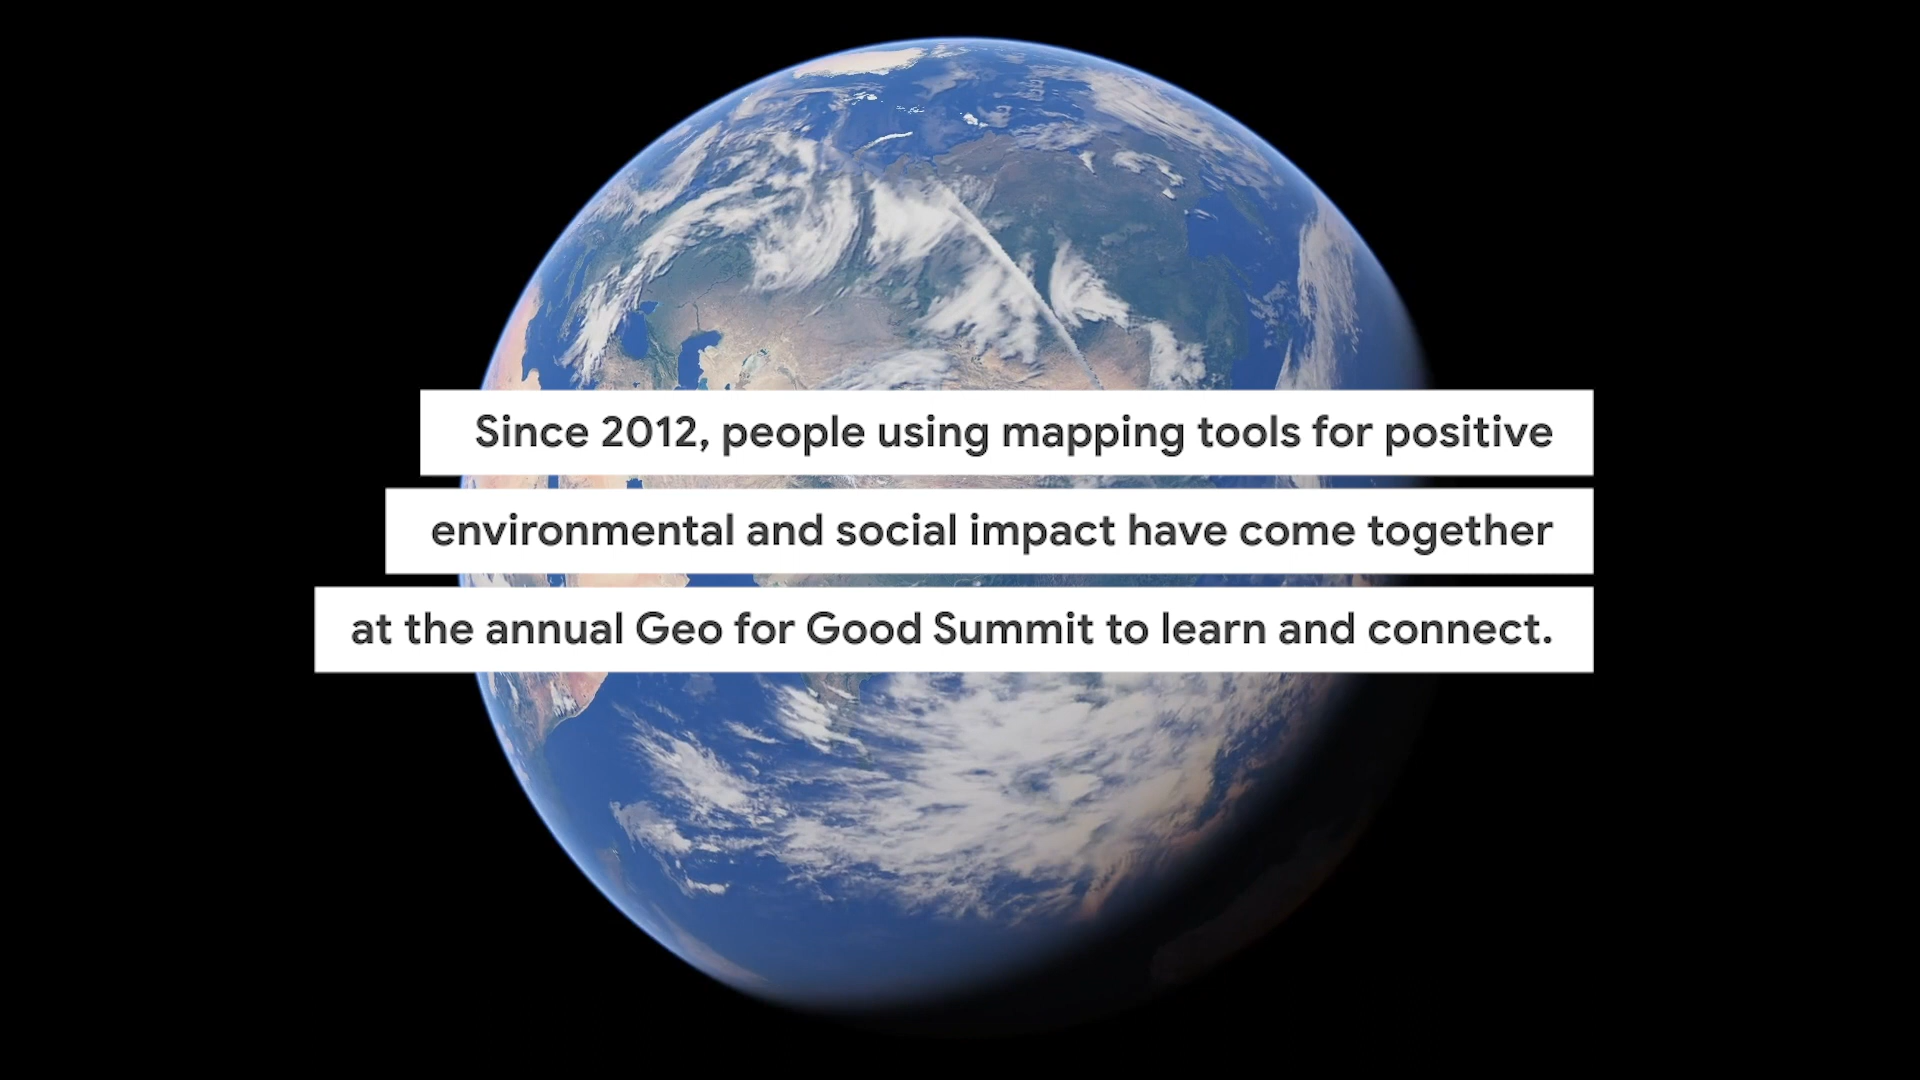 Since 2012, people using mapping tools for positive
environmental and social impact have come together
at the annual Geo for Good Summit to learn and connect.